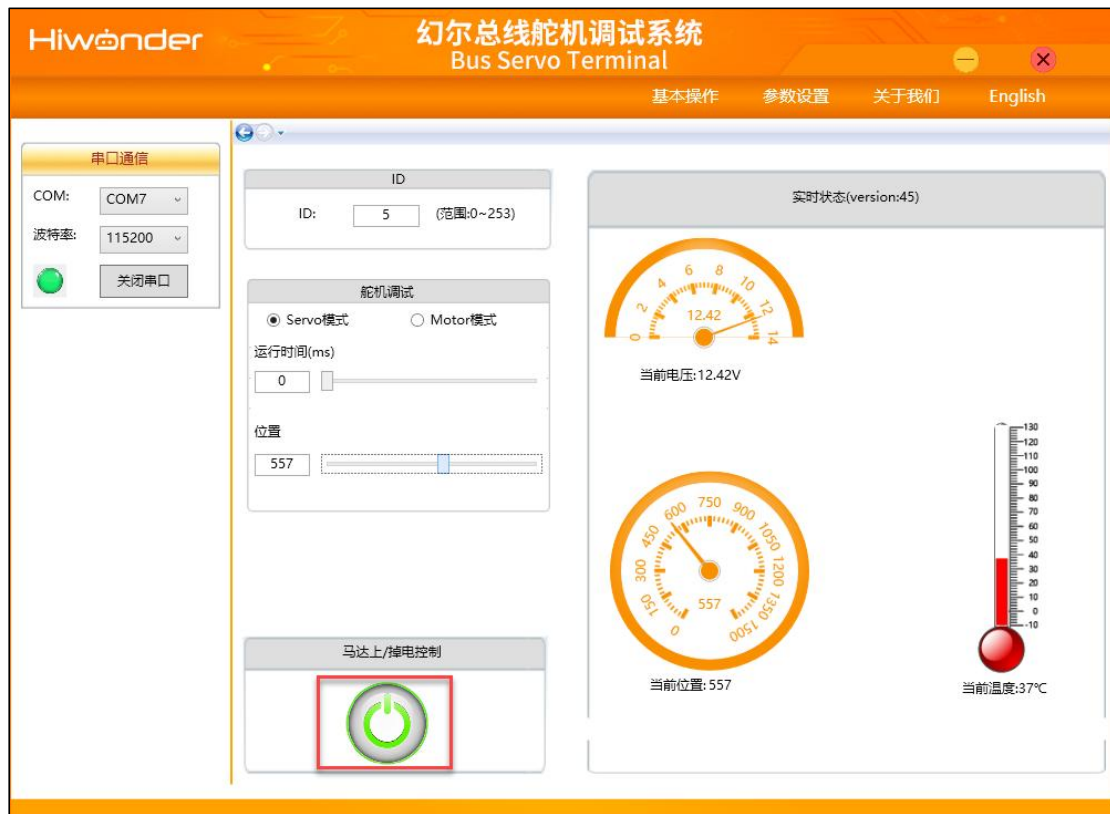 Hiwonder
幻尔总线舵机调试系统
Bus Servo Terminal
基本操作 参数设置 关于我们 English
串口通信
COM: COM7
波特率: 115200
关闭串口
ID
ID: 5 (范围:0~253)
舵机调试
Servo模式 Motor模式
运行时间(ms)
0
位置
557
马达上/掉电控制
实时状态(version:45)
0 2 4 6 8 10 12 14
12.42
当前电压:12.42V
0 150 300 450 600 750 900 1050 1200 1350 1500
557
当前位置:557
130
120
110
100
90
80
70
60
50
40
30
20
10
0
-10
当前温度:37℃